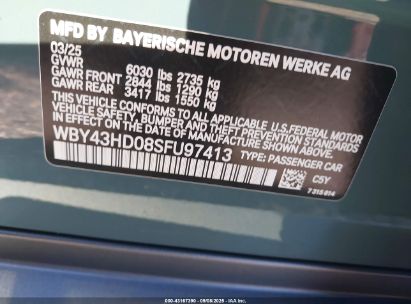 MFD BY BAYERISCHE MOTOREN WERKE AG
03/25
GVWR 6030 lbs 2735 kg
GAWR FRONT 2844 lbs 1290 kg
GAWR REAR 3417 lbs 1550 kg
THIS VEHICLE CONFORMS TO ALL APPLICABLE U.S. FEDERAL MOTOR
VEHICLE SAFETY, BUMPER, AND THEFT PREVENTION STANDARDS
IN EFFECT ON THE DATE OF MANUFACTURE SHOWN ABOVE.
WBY43HD08SFU97413 TYPE: PASSENGER CAR
C5Y
7 315 614